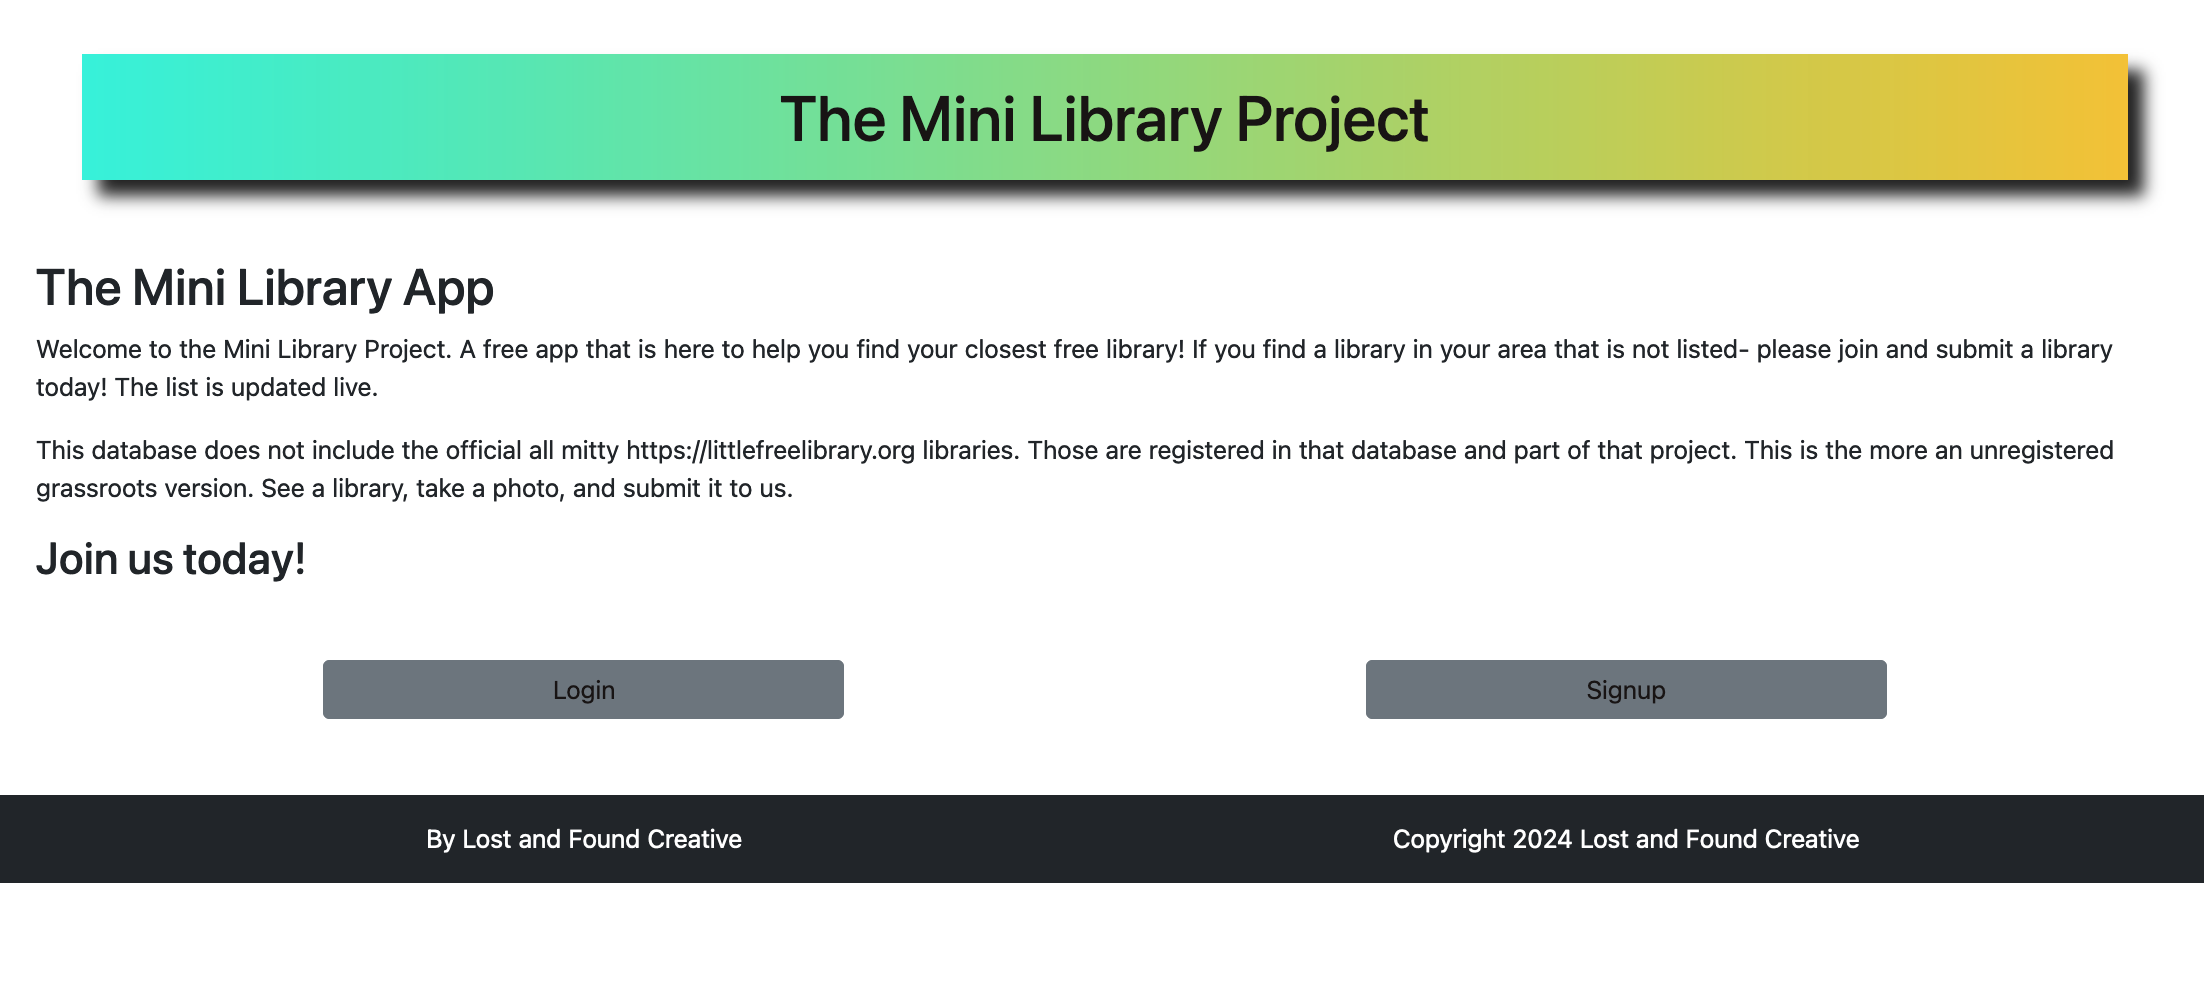 The Mini Library Project
The Mini Library App
Welcome to the Mini Library Project. A free app that is here to help you find your closest free library! If you find a library in your area that is not listed- please join and submit a library
today! The list is updated live.
This database does not include the official all mitty https://littlefreelibrary.org libraries. Those are registered in that database and part of that project. This is the more an unregistered
grassroots version. See a library, take a photo, and submit it to us.
Join us today!
Login
Signup
By Lost and Found Creative
Copyright 2024 Lost and Found Creative